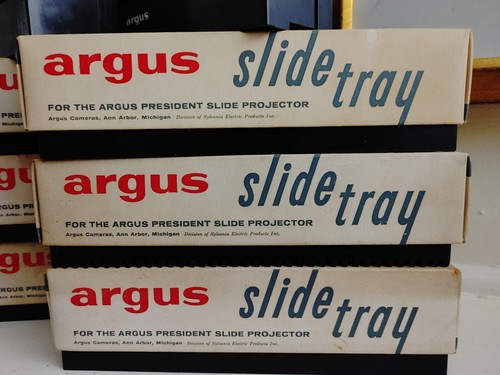 argus
argus slide tray
FOR THE ARGUS PRESIDENT SLIDE PROJECTOR
Argus Cameras, Ann Arbor, Michigan Division of Sylvania Electric Products Inc.
argus slide tray
FOR THE ARGUS PRESIDENT SLIDE PROJECTOR
Argus Cameras, Ann Arbor, Michigan Division of Sylvania Electric Products Inc.
argus slide tray
FOR THE ARGUS PRESIDENT SLIDE PROJECTOR
Argus Cameras, Ann Arbor, Michigan Division of Sylvania Electric Products Inc.